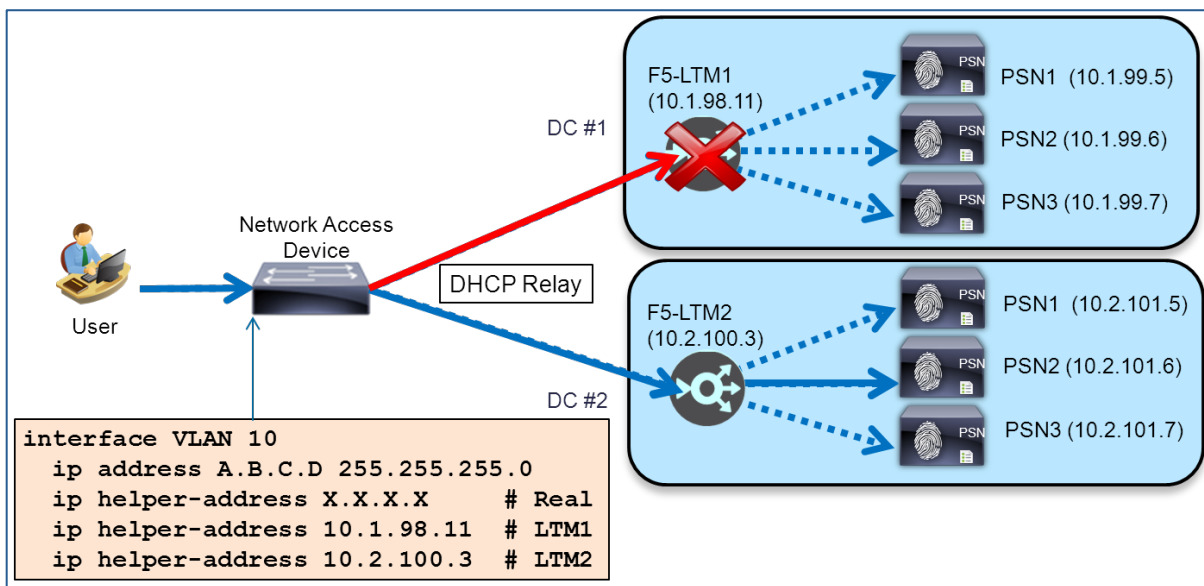 F5-LTM1
(10.1.98.11)
DC #1
PSN
PSN1 (10.1.99.5)
PSN
PSN2 (10.1.99.6)
PSN
PSN3 (10.1.99.7)
Network Access
Device
User
DHCP Relay
F5-LTM2
(10.2.100.3)
DC #2
PSN
PSN1 (10.2.101.5)
PSN
PSN2 (10.2.101.6)
PSN
PSN3 (10.2.101.7)
interface VLAN 10
ip address A.B.C.D 255.255.255.0
ip helper-address X.X.X.X # Real
ip helper-address 10.1.98.11 # LTM1
ip helper-address 10.2.100.3 # LTM2